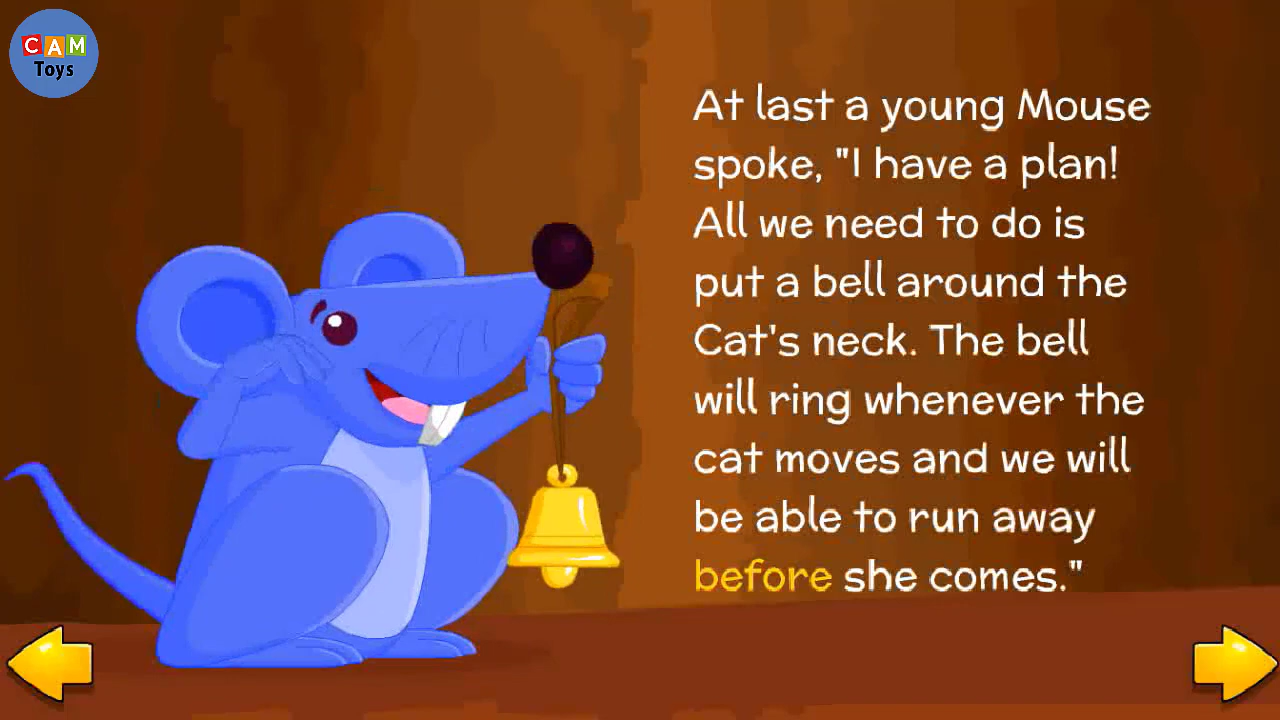 CAM
Toys
At last a young Mouse
spoke, "I have a plan!
All we need to do is
put a bell around the
Cat's neck. The bell
will ring whenever the
cat moves and we will
be able to run away
before she comes."